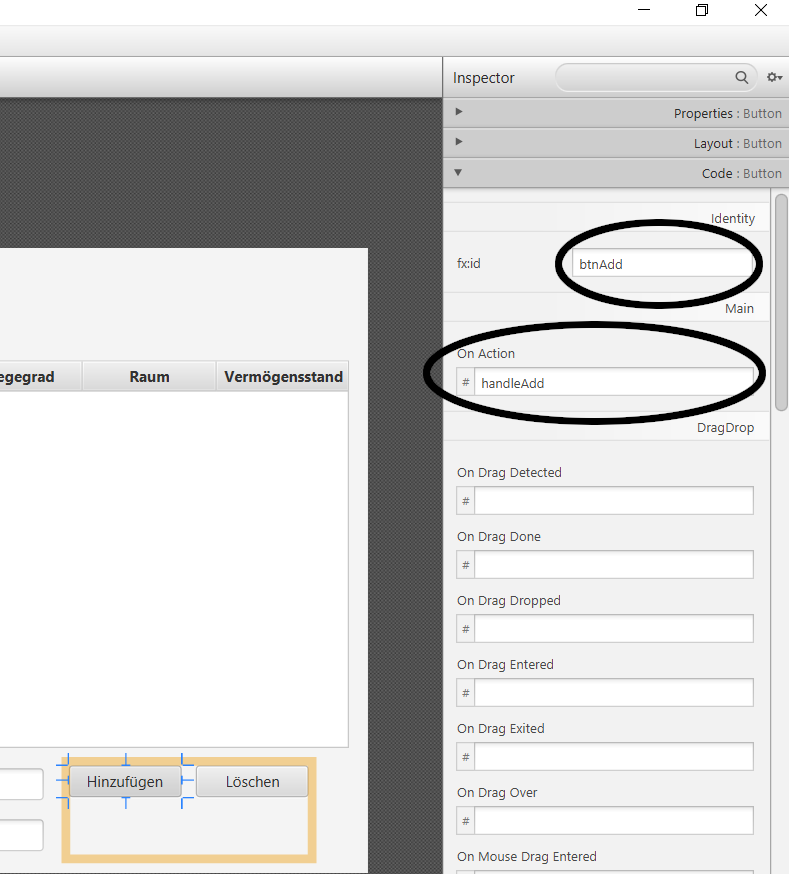 Inspector
Properties : Button
Layout : Button
Code : Button
Identity
fx:id
btnAdd
Main
On Action
# handleAdd
DragDrop
On Drag Detected
#
On Drag Done
#
On Drag Dropped
#
On Drag Entered
#
On Drag Exited
#
On Drag Over
#
On Mouse Drag Entered
egegrad Raum Vermögensstand
Hinzufügen Löschen